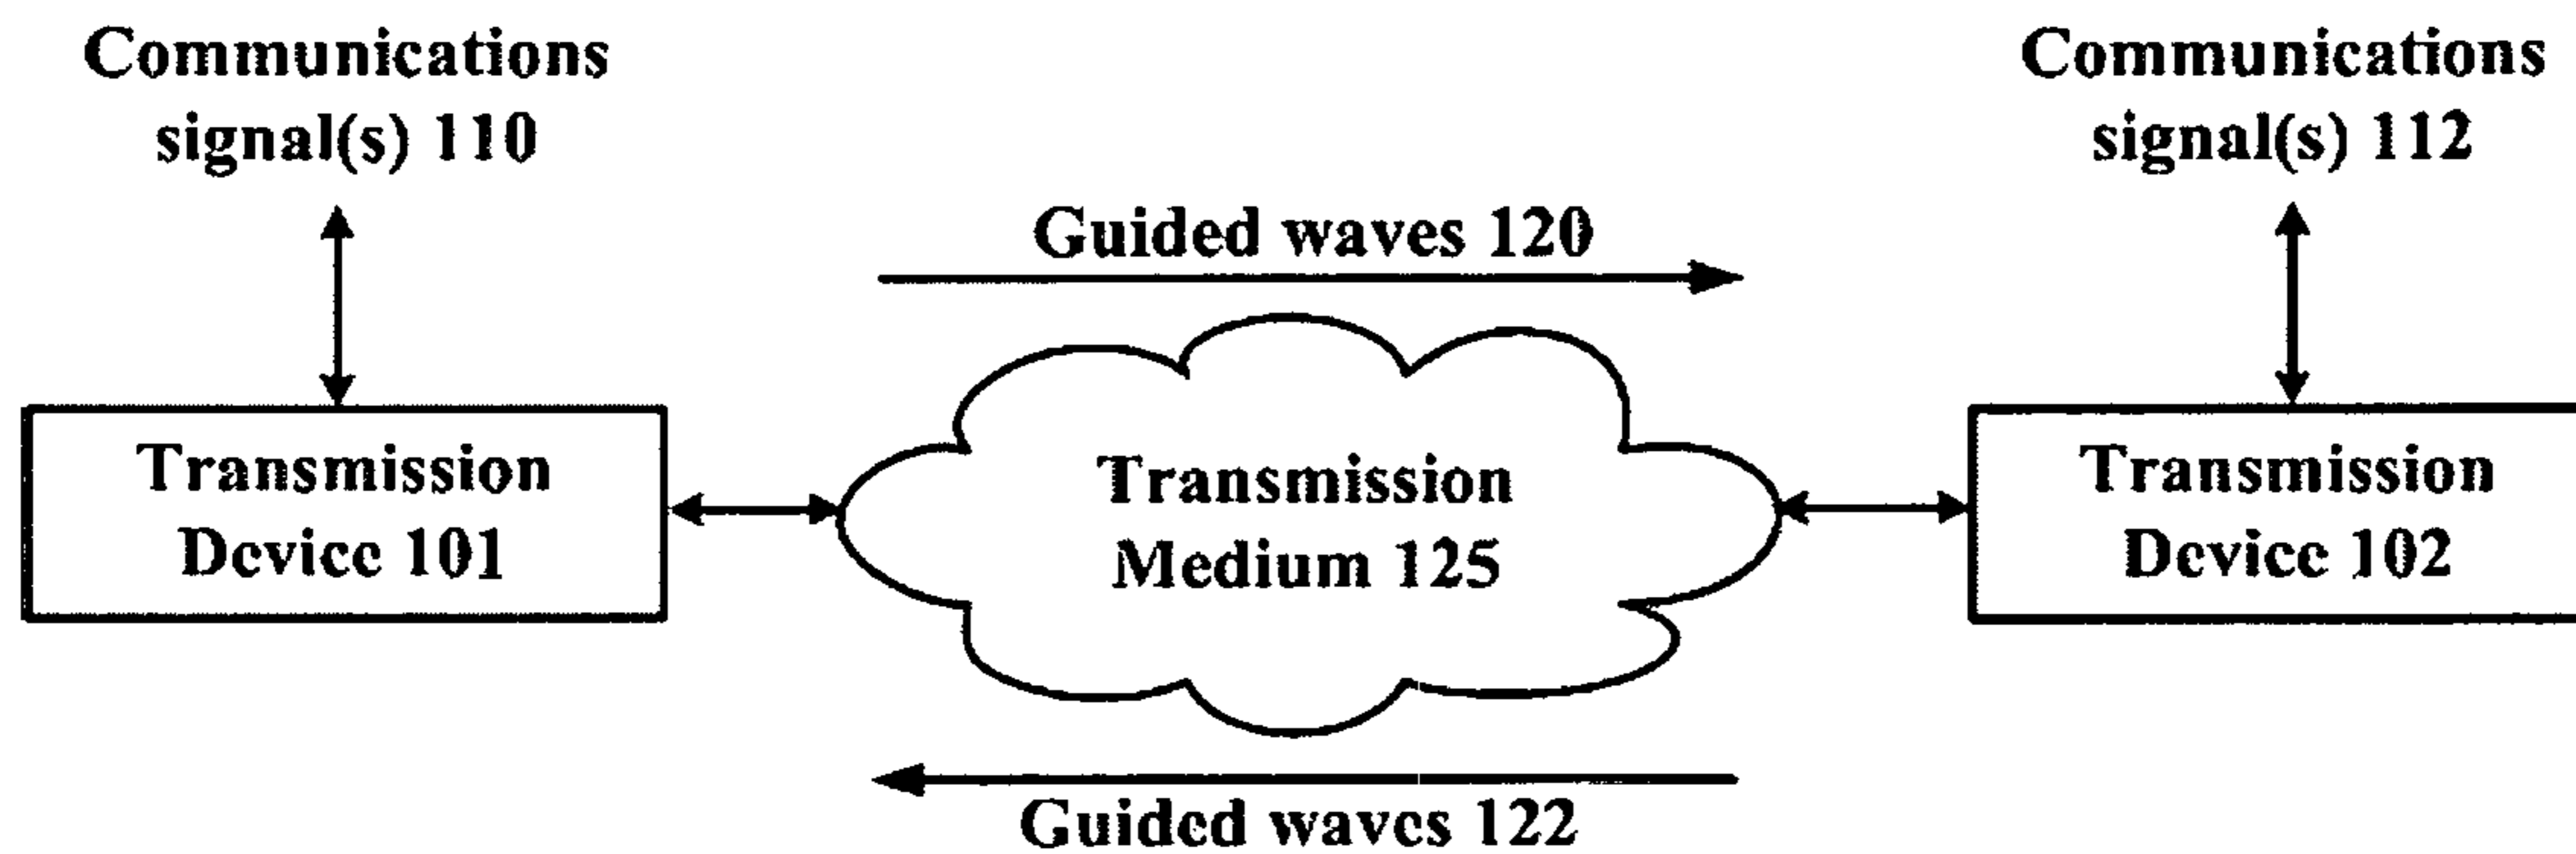 Communications
signal(s) 110
Communications
signal(s) 112
Guided waves 120
Transmission
Device 101
Transmission
Medium 125
Transmission
Device 102
Guided waves 122